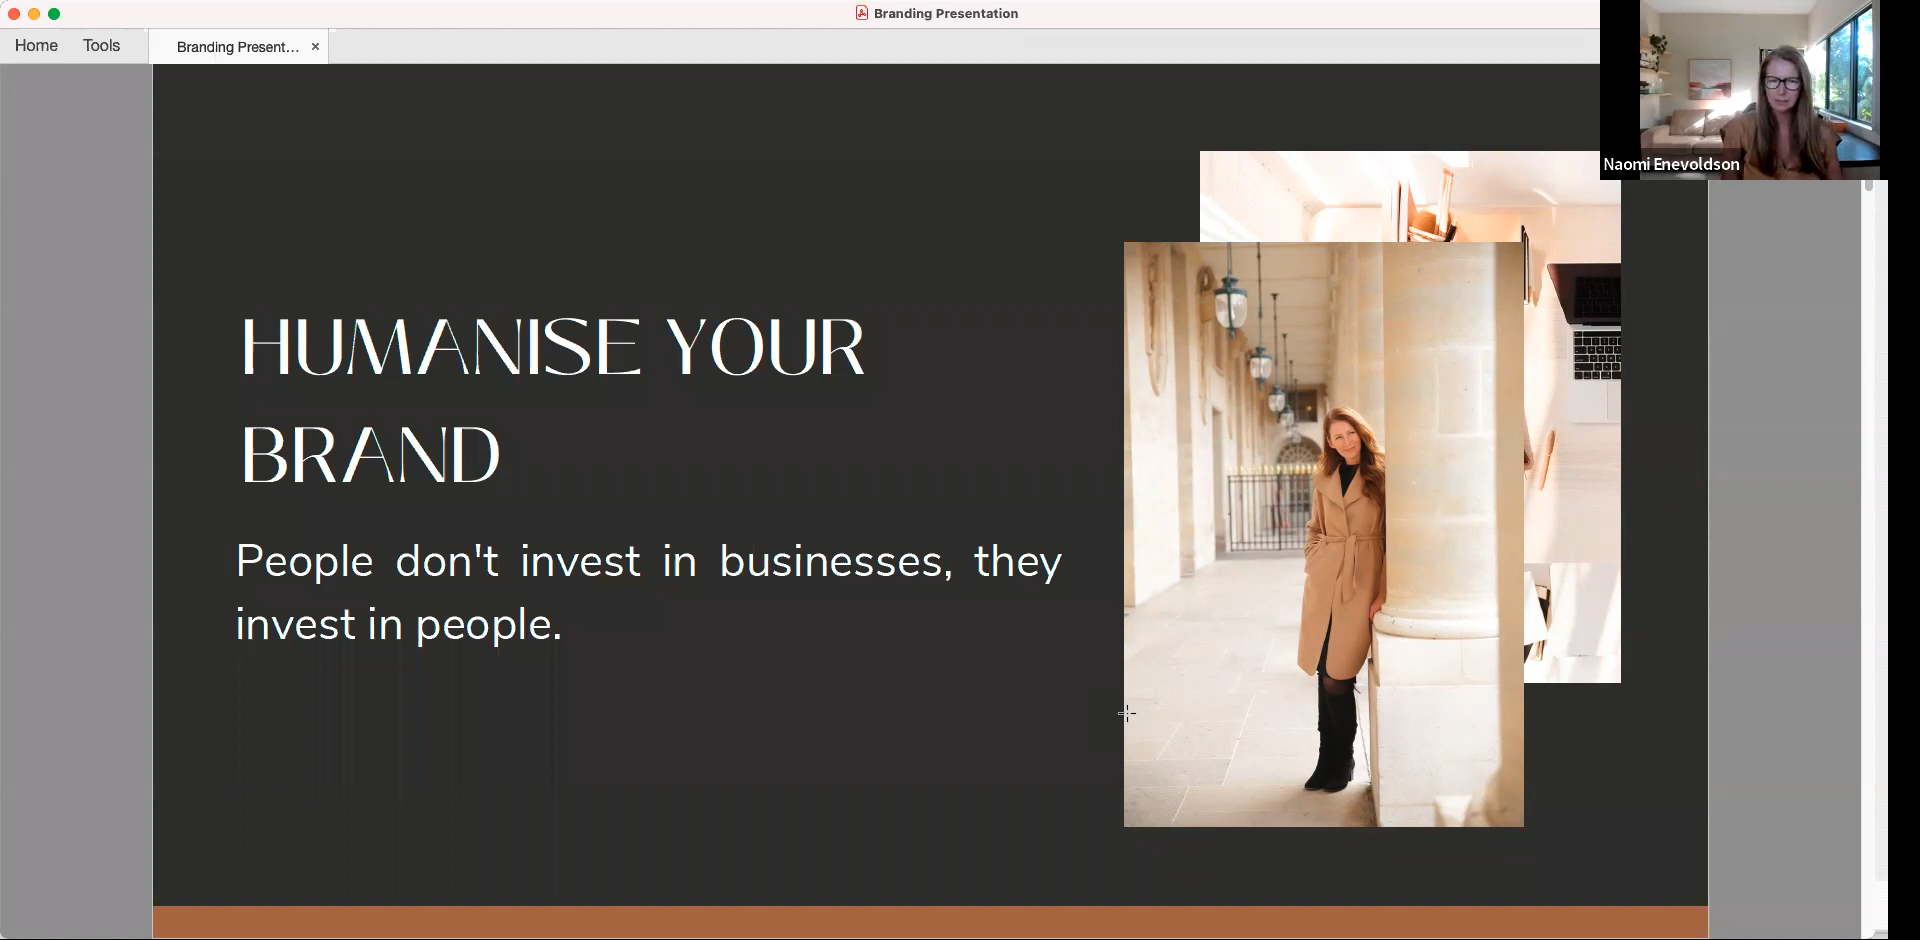 Branding Presentation
Home Tools Branding Present... ×
Naomi Enevoldson
HUMANISE YOUR
BRAND
People don't invest in businesses, they
invest in people.